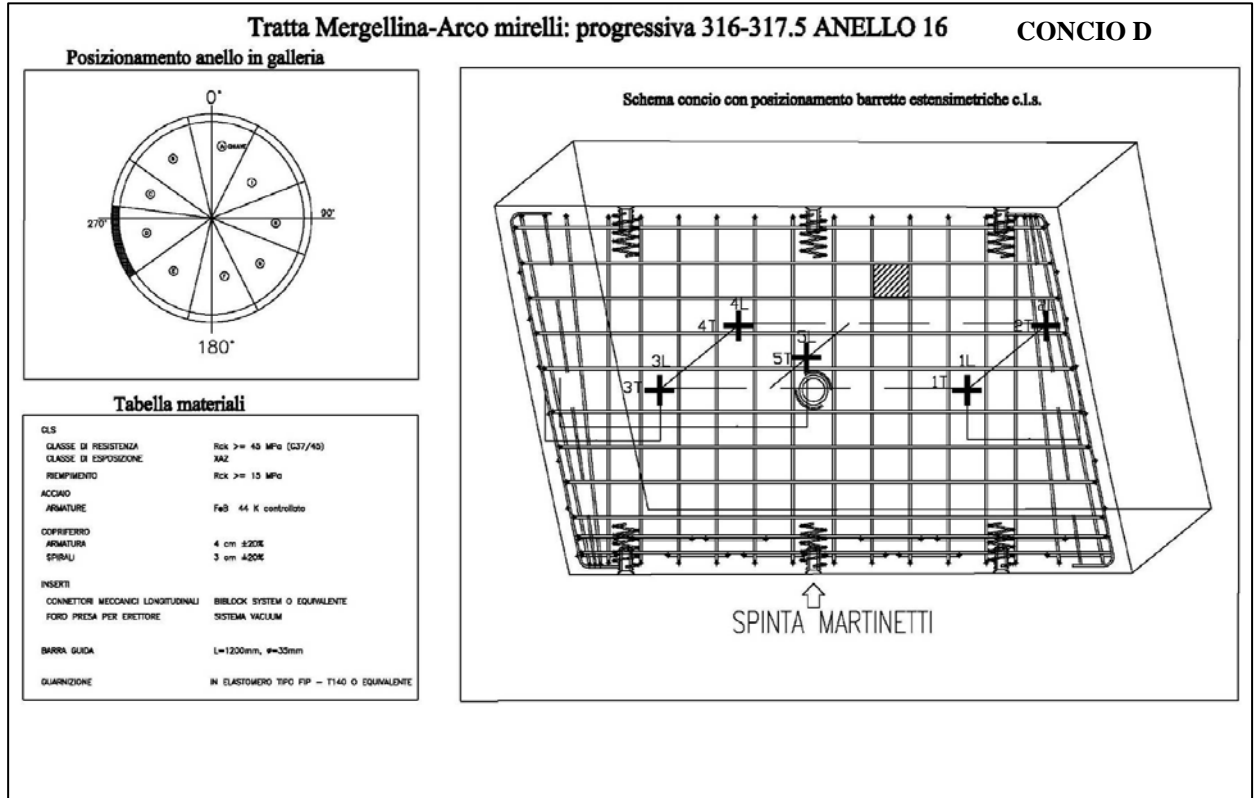 Tratta Mergellina-Arco mirelli: progressiva 316-317.5 ANELLO 16 CONCIO D
Posizionamento anello in galleria
0°
A CHIAVE
I
90°
270°
F
180°
Schema concio con posizionamento barrette estensimetriche c.l.s.
4L
2L
4T
2T
3L
5L
1L
5T
3T
1T
SPINTA MARTINETTI
Tabella materiali
CLS
CLASSE DI RESISTENZA Rck >= 45 MPa (C37/45)
CLASSE DI ESPOSIZIONE XA2
RIEMPIMENTO Rck >= 15 MPa
ACCIAIO
ARMATURE FeB 44 K controllato
COPRIFERRO
ARMATURA 4 cm ±20%
SPIRALI 3 cm ±20%
INSERTI
CONNETTORI MECCANICI LONGITUDINALI BIBLOCK SYSTEM O EQUIVALENTE
FORO PRESA PER ERETTORE SISTEMA VACUUM
BARRA GUIDA L=1200mm, φ=35mm
GUARNIZIONE IN ELASTOMERO TIPO FIP - T140 O EQUIVALENTE